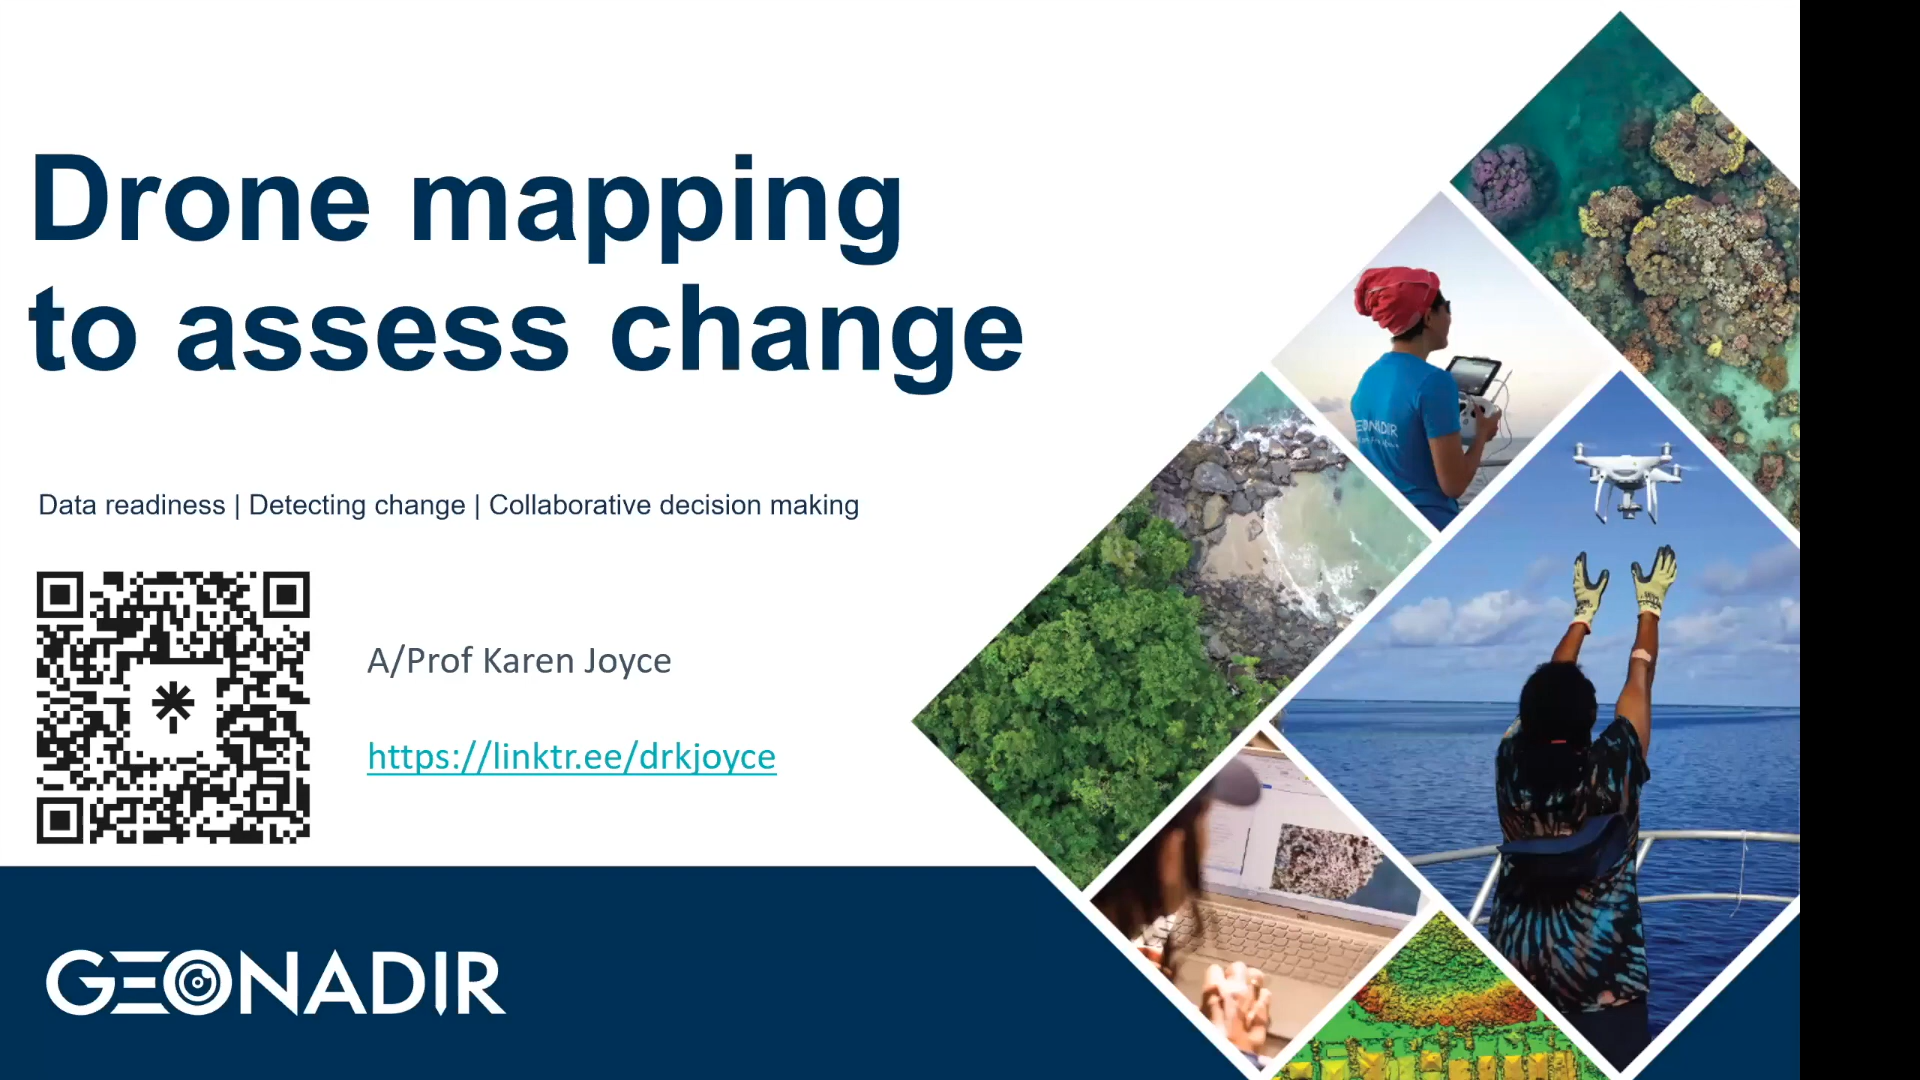 Drone mapping
to assess change
Data readiness | Detecting change | Collaborative decision making
A/Prof Karen Joyce
https://linktr.ee/drkjoyce
GEONADIR
GEONADIR